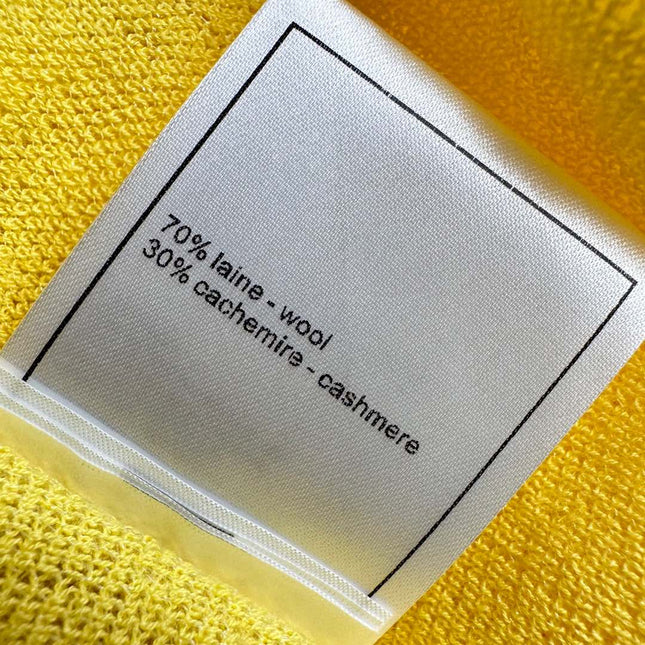 70% laine - wool
30% cachemire - cashmere